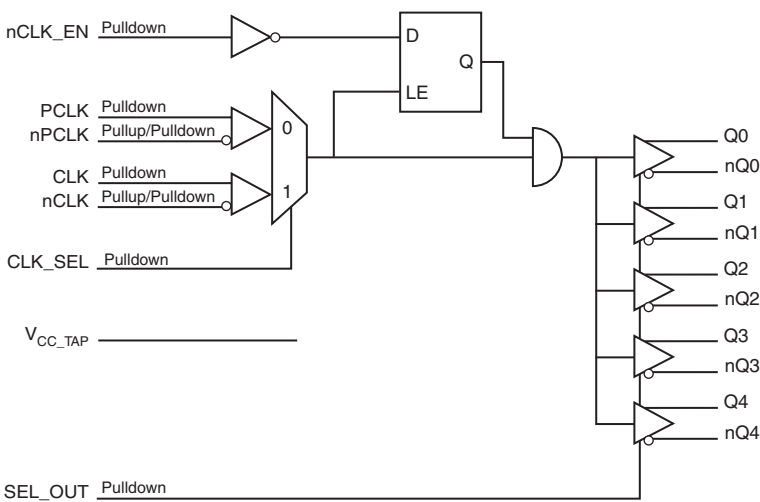 nCLK_EN Pulldown
D
Q
LE
PCLK Pulldown
nPCLK Pullup/Pulldown
0
CLK Pulldown
nCLK Pullup/Pulldown
1
CLK_SEL Pulldown
VCC_TAP
SEL_OUT Pulldown
Q0
nQ0
Q1
nQ1
Q2
nQ2
Q3
nQ3
Q4
nQ4